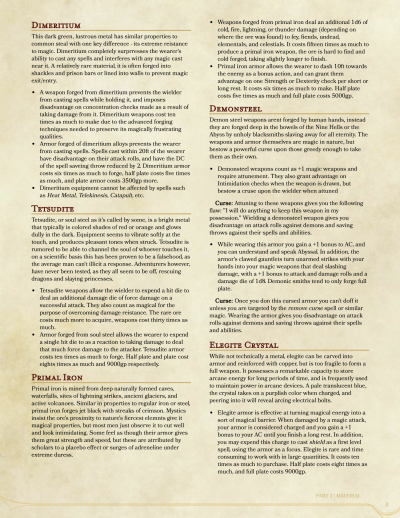 DIMERITIUM
This dark green, lustrous metal has similar properties to
common steel with one key difference - its extreme resistance
to magic. Dimeritium completely surpresses the wearer's
ability to cast any spells and interferes with any magic cast
near it. A relatively rare material, it is often forged into
shackles and prison bars or lined into walls to prevent magic
exit/entry.
• A weapon forged from dimeritium prevents the wielder
from casting spells while holding it, and imposes
disadvantage on concentration checks made as a result of
taking damage from it. Dimeritium weapons cost ten
times as much to make due to the advanced forging
techniques needed to preserve its magically frustrating
qualities.
• Armor forged of dimeritium always prevents the wearer
from casting spells. Spells cast within 20ft of the wearer
have disadvantage on their attack rolls, and have the DC
of the spell saving throw reduced by 2. Dimeritium armor
costs six times as much to forge, half plate costs five times
as much, and plate armor costs 3500gp more.
• Dimeritium equipment cannot be affected by spells such
as Heat Metal, Telekinesis, Catapult, etc.
TETSUDITE
Tetsudite, or soul steel as it's called by some, is a bright metal
that typically is colored shades of red or orange and glows
dully in the dark. Equipment seems to vibrate softly at the
touch, and produces pleasant tones when struck. Tetsudite is
rumored to be able to channel the soul of whoever touches it,
on a scientific basis this has been proven to be a falsehood, as
the average man can't illicit a response. Adventurers however,
have never been tested, as they all seem to be off, rescuing
dragons and slaying princesses.
• Tetsudite weapons allow the wielder to expend a hit die to
deal an additional damage die of force damage on a
successful attack. They also count as magical for the
purpose of overcoming damage resistance. The rare ore
costs much more to acquire, weapons cost thirty times as
much.
• Armor forged from soul steel allows the wearer to expend
a single hit die to as a reaction to taking damage to deal
that much force damage to the attacker. Tetsudite armor
costs ten times as much to forge. Half plate and plate cost
eight times as much and 9000gp respectively.
PRIMAL IRON
Primal iron is mined from deep naturally formed caves,
waterfalls, sites of lightning strikes, ancient glaciers, and
active volcanoes. Similar in properties to regular iron or steel,
primal iron forges jet black with streaks of crimson. Mystics
insist the ore's proximity to nature's fiercest elements give it
magical properties, but most men just observe it to cut well
and look intimidating. Some feel as though their armor gives
them great strength and speed, but these are attributed by
scholars to a placebo effect or surges of adrenaline under
extreme duress.
• Weapons forged from primal iron deal an additional 1d6 of
cold, fire, lightning, or thunder damage (depending on
where the ore was found) to fey, fiends, undead,
elementals, and celestials. It costs fifteen times as much to
produce a primal iron weapon, the ore is hard to find and
cold forged, taking slightly longer to finish.
• Primal iron armor allows the wearer to dash 10ft towards
the enemy as a bonus action, and can grant them
advantage on one Strength or Dexterity check per short or
long rest. It costs six times as much to make. Half plate
costs five times as much and full plate costs 5000gp.
DEMONSTEEL
Demon steel weapons arent forged by human hands, instead
they are forged deep in the bowels of the Nine Hells or the
Abyss by unholy blacksmiths slaving away for all eternity. The
weapons and armor themselves are magic in nature, but
bestow a powerful curse upon those greedy enough to take
them as their own.
• Demonsteel weapons count as +1 magic weapons and
require attunement. They also grant advantage on
Intimidation checks when the weapon is drawn, but
bestow a curse upon the wielder when attuned
Curse: Attuning to these weapons gives you the following
flaw: "I will do anything to keep this weapon in my
possession." Wielding a demonsteel weapon gives you
disadvantage on attack rolls against demons and saving
throws against their spells and abilities.
• While wearing this armor you gain a +1 bonus to AC, and
you can understand and speak Abyssal. In addition, the
armor's clawed gauntlets turn unarmed strikes with your
hands into your magic weapons that deal slashing
damage, with a +1 bonus to attack and damage rolls and a
damage die of 1d8. Demonic smiths tend to only forge full
plate.
Curse: Once you don this cursed armor you can't doff it
unless you are targeted by the remove curse spell or similar
magic. Wearing the armor gives you disadvantage on attack
rolls against demons and saving throws against their spells
and abilities.
ELEGITE CRYSTAL
While not technically a metal, elegite can be carved into
armor and reinforced with copper, but is too fragile to form a
full weapon. It possesses a remarkable capacity to store
arcane energy for long periods of time, and is frequently used
to maintain power in arcane devices. A pale translucent blue,
the crystal takes on a purplish color when charged, and
peering into it will reveal arcing electrical bolts.
• Elegite armor is effective at turning magical energy into a
sort of magical barrier. When damaged by a magic attack,
your armor is considered charged and you gain a +1
bonus to your AC until you finish a long rest. In addition,
you may expend this charge to cast shield as a first level
spell, using the armor as a focus. Elegite is rare and time
consuming to work with in large quantities. It costs ten
times as much to purchase. Half plate costs eight times as
much, and full plate costs 9000gp.